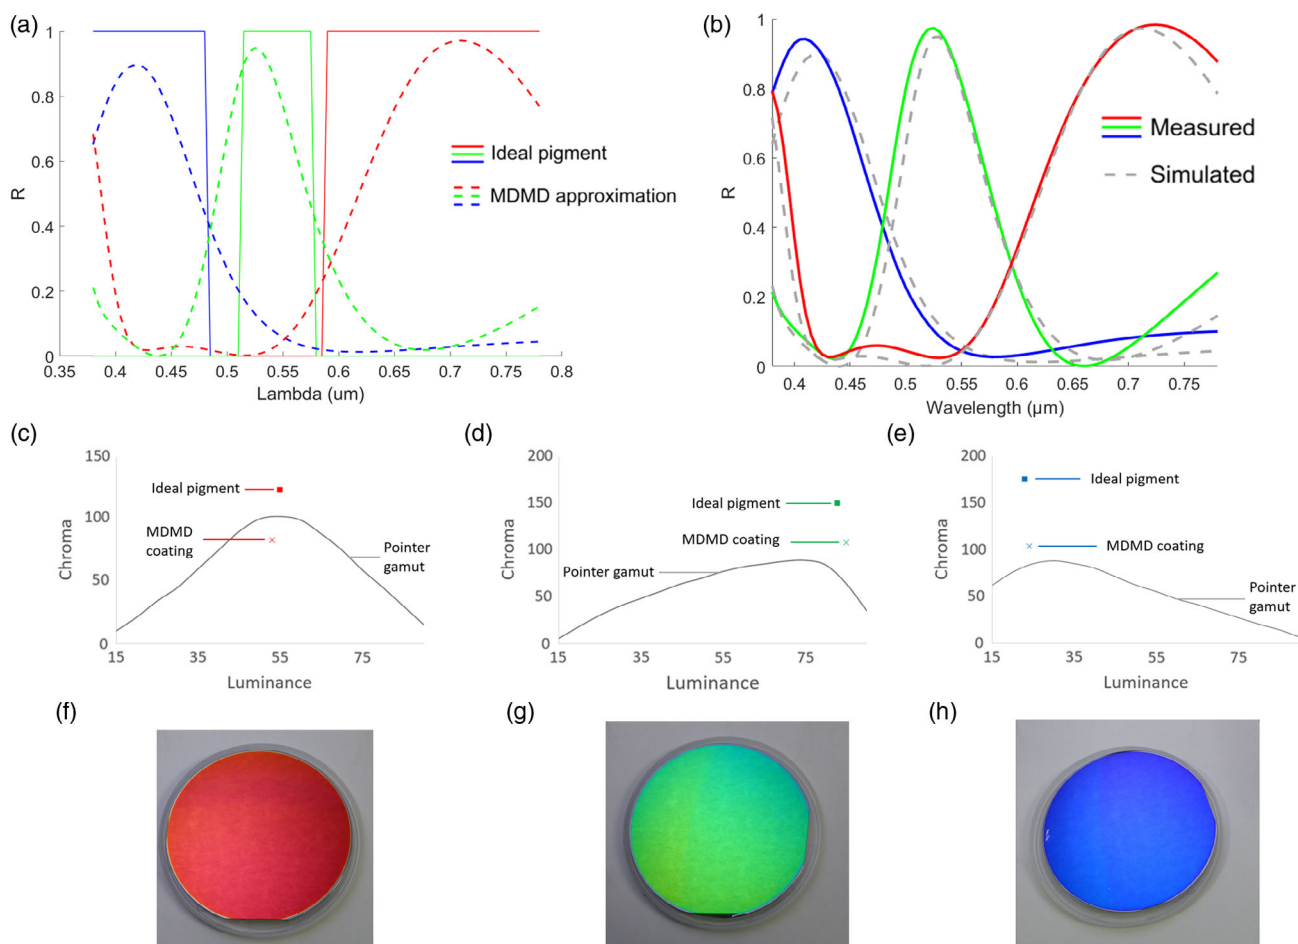 (a)
1
0.8
0.6
0.4
0.2
0
R
0.35
0.4
0.45
0.5
0.55
0.6
0.65
0.7
0.75
0.8
Lambda (um)
Ideal pigment
MDMD approximation
(b)
1
0.8
0.6
0.4
0.2
0
R
0.4
0.45
0.5
0.55
0.6
0.65
0.7
0.75
Wavelength (µm)
Measured
Simulated
(c)
150
100
50
0
Chroma
15
35
55
75
Luminance
Ideal pigment
MDMD
coating
Pointer
gamut
(d)
200
150
100
50
0
Chroma
15
35
55
75
Luminance
Ideal pigment
MDMD coating
Pointer gamut
(e)
200
150
100
50
0
Chroma
15
35
55
75
Luminance
Ideal pigment
MDMD coating
Pointer
gamut
(f)
(g)
(h)